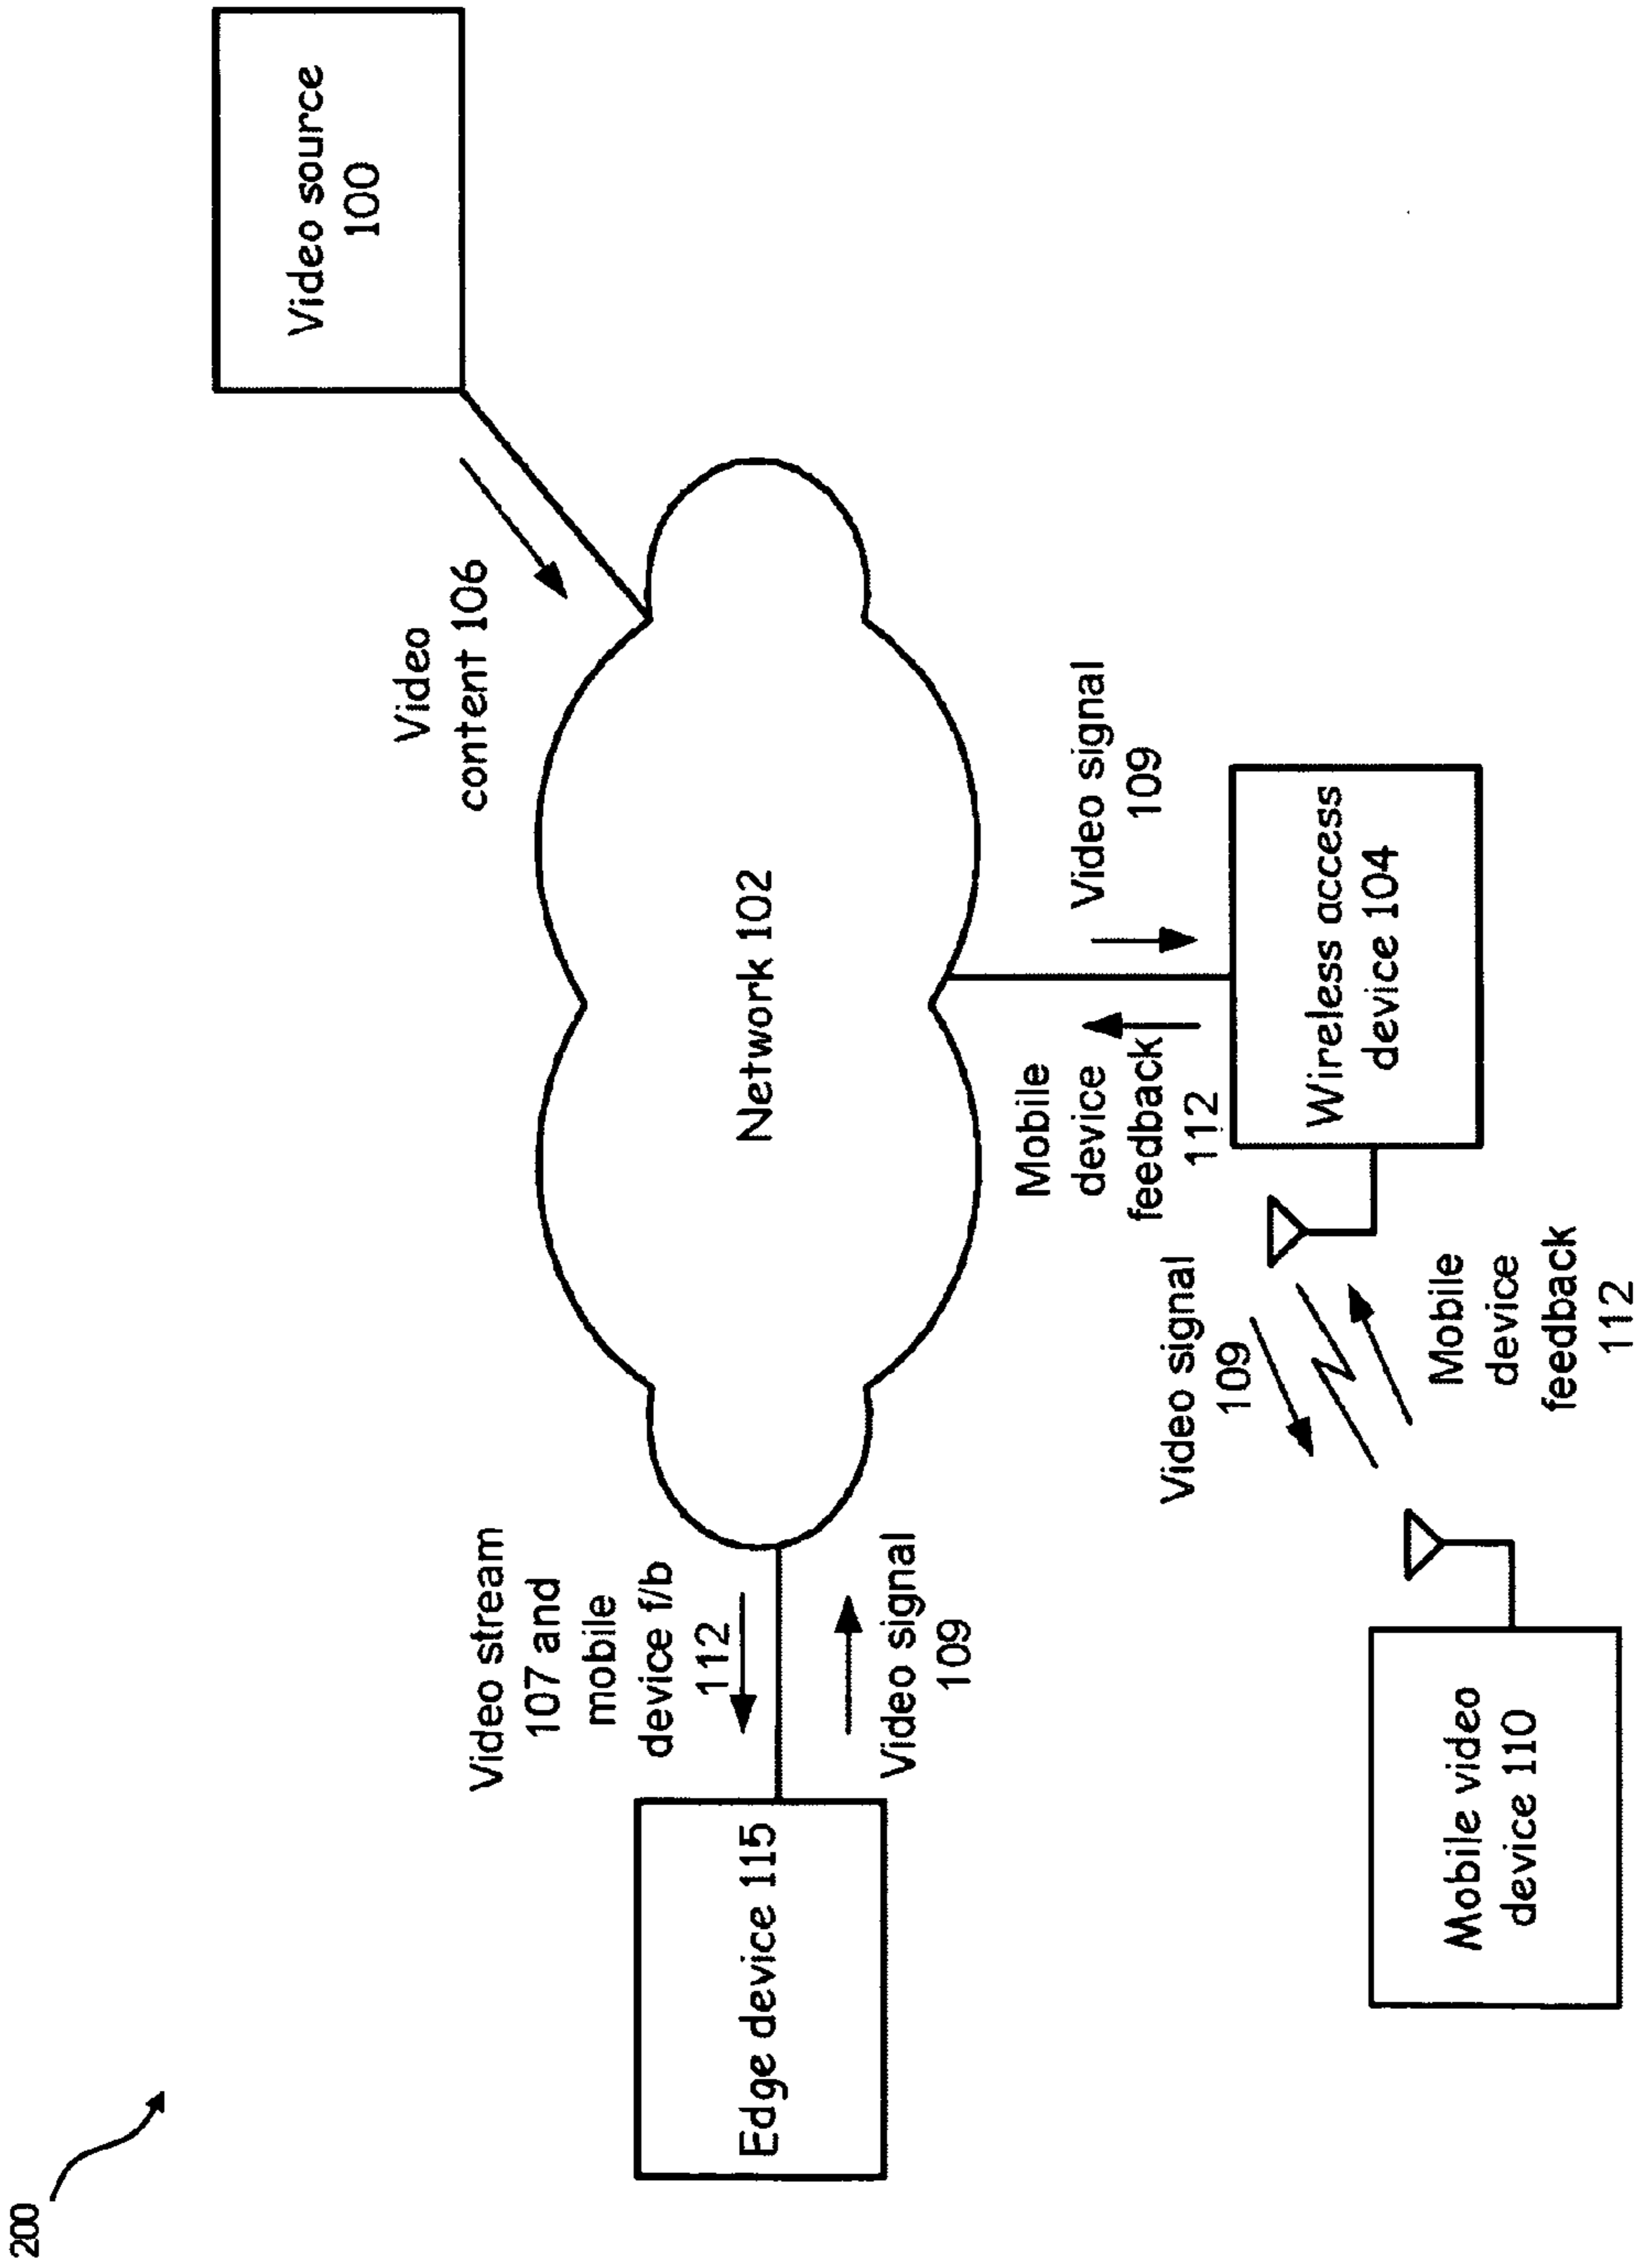 200
Video source
100
Video
content 106
Network 102
Video stream
107 and
mobile
device f/b
112
Video signal
109
Edge device 115
Video signal
109
Mobile
device
feedback
112
Wireless access
device 104
Video signal
109
Mobile
device
feedback
112
Mobile video
device 110